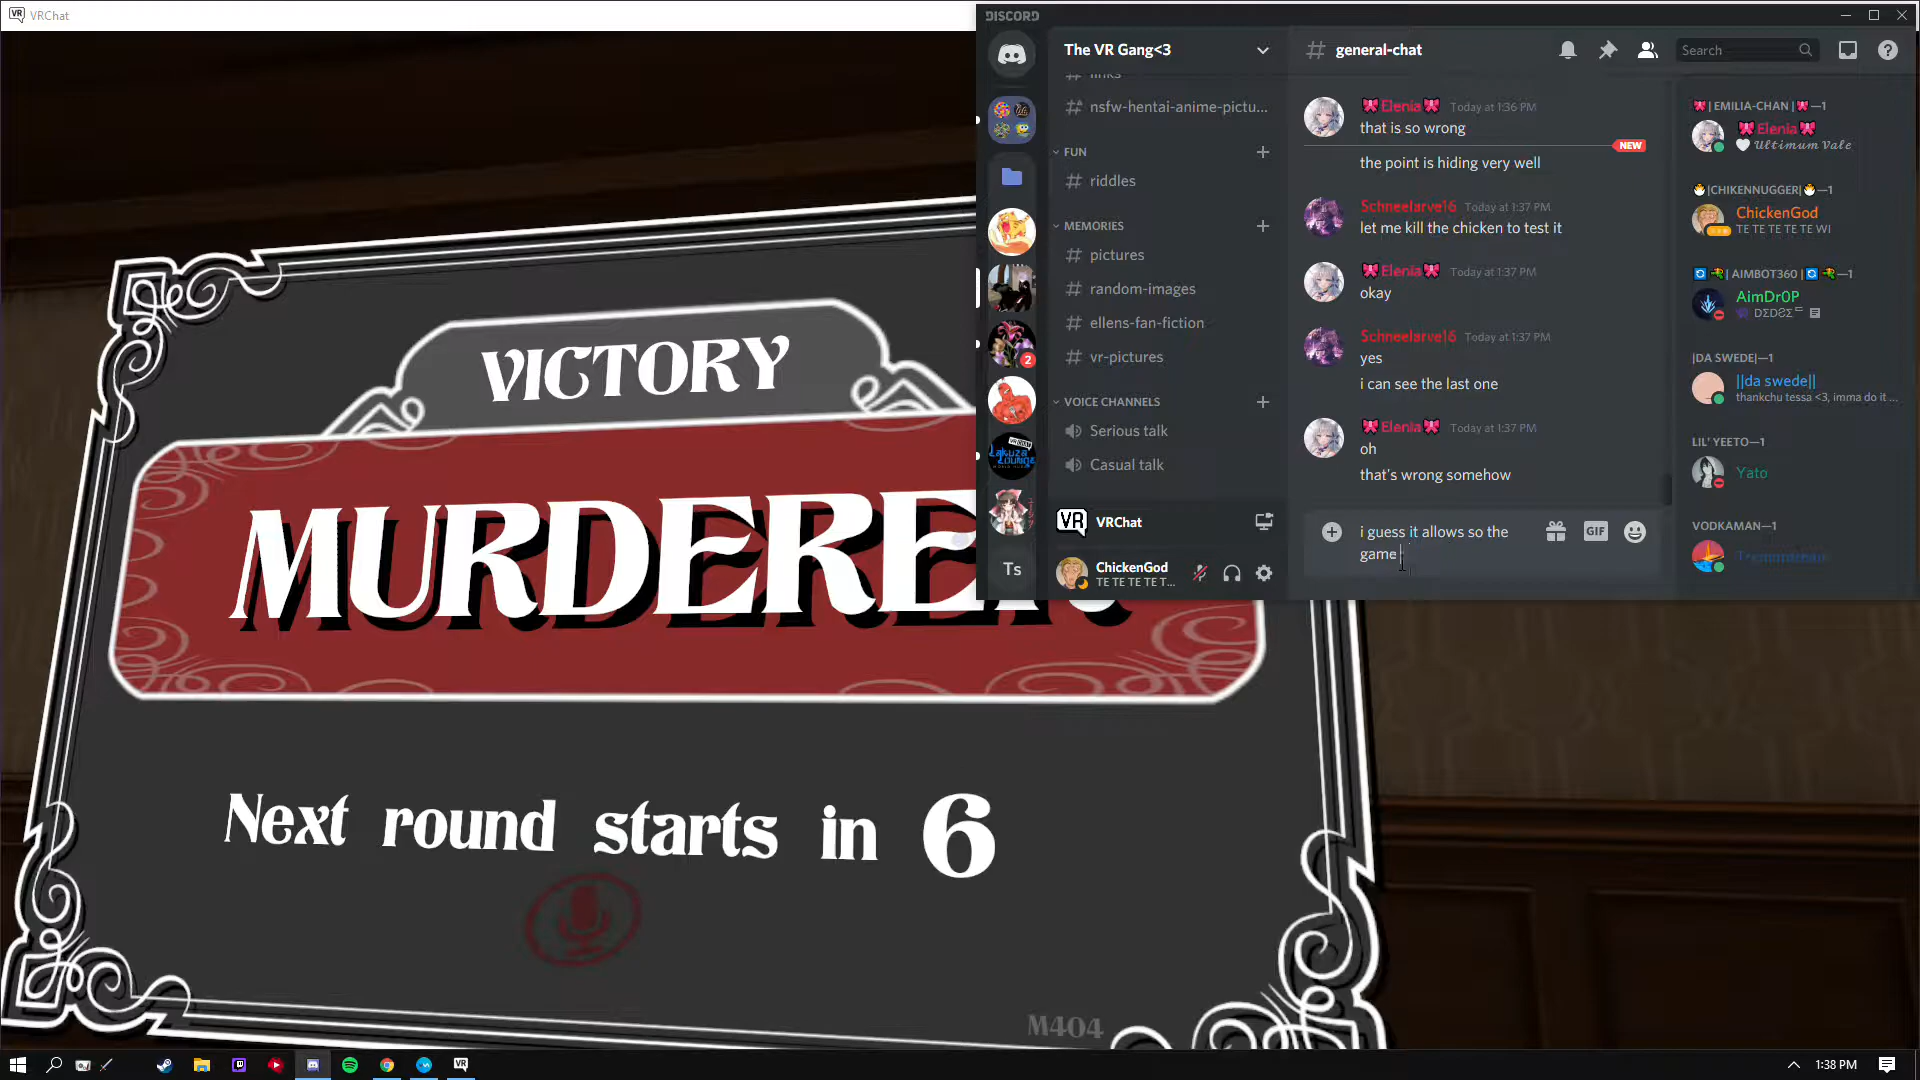 VRChat
VICTORY
MURDERER
Next round starts in 6
M404
DISCORD
The VR Gang<3
links
nsfw-hentai-anime-pictu...
FUN
riddles
MEMORIES
pictures
random-images
ellens-fan-fiction
vr-pictures
VOICE CHANNELS
Serious talk
Casual talk
VR VRChat
ChickenGod
TE TE TE TE T...
2
Ts
general-chat
Search
🎀Elenia🎀 Today at 1:36 PM
that is so wrong
NEW
the point is hiding very well
Schneelarve16 Today at 1:37 PM
let me kill the chicken to test it
🎀Elenia🎀 Today at 1:37 PM
okay
Schneelarve16 Today at 1:37 PM
yes
i can see the last one
🎀Elenia🎀 Today at 1:37 PM
oh
that's wrong somehow
i guess it allows so the
game
GIF
🎀| EMILIA-CHAN |🎀—1
🎀Elenia🎀
🤍 𝓤𝓵𝓽𝓲𝓶𝓾𝓶 𝓥𝓪𝓵𝓮
🐣|CHIKENNUGGER|🐣—1
ChickenGod
TE TE TE TE TE WI
| AIMBOT360 | —1
AimDr0P
|DA SWEDE|—1
||da swede||
thankchu tessa <3, imma do it ...
LIL' YEETO—1
Yato
VODKAMAN—1
1:38 PM